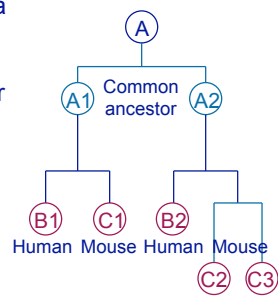 a
A
r
A1 Common A2
ancestor
B1 C1 B2
Human Mouse Human Mouse
C2 C3